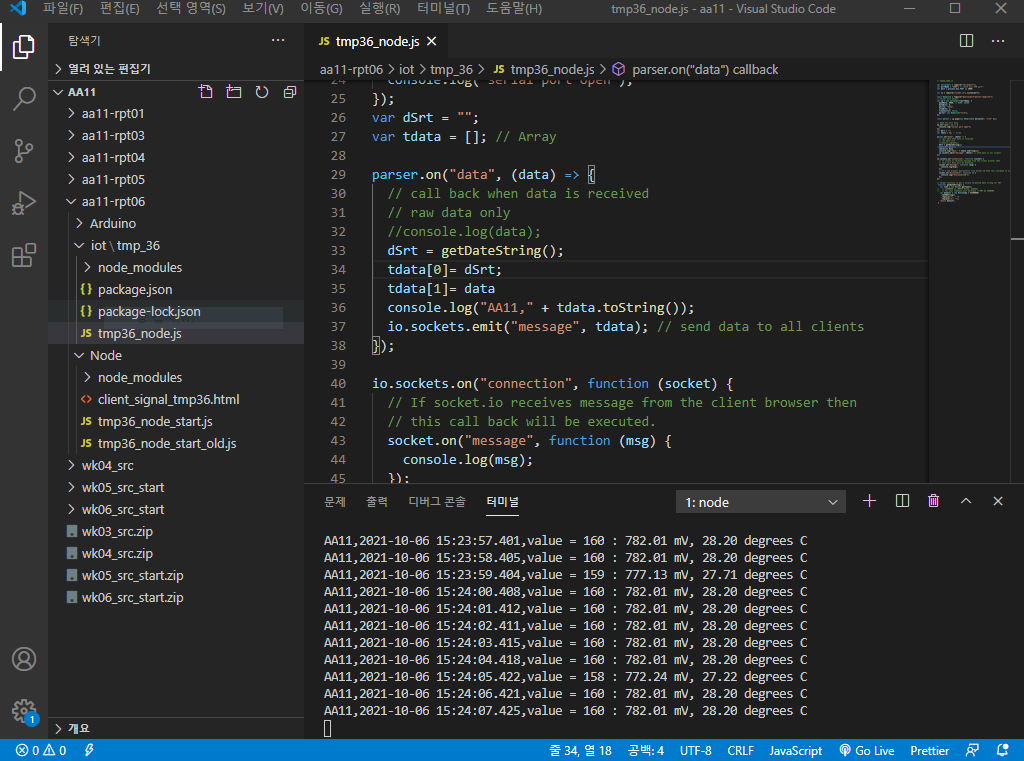 파일(F) 편집(E) 선택 영역(S) 보기(V) 이동(G) 실행(R) 터미널(T) 도움말(H) tmp36_node.js - aa11 - Visual Studio Code
탐색기
열려 있는 편집기
AA11
aa11-rpt01
aa11-rpt03
aa11-rpt04
aa11-rpt05
aa11-rpt06
Arduino
iot \ tmp_36
node_modules
{} package.json
{} package-lock.json
JS tmp36_node.js
Node
node_modules
<> client_signal_tmp36.html
JS tmp36_node_start.js
JS tmp36_node_start_old.js
wk04_src
wk05_src_start
wk06_src_start
wk03_src.zip
wk04_src.zip
wk05_src_start.zip
wk06_src_start.zip
개요
1
JS tmp36_node.js
aa11-rpt06 > iot > tmp_36 > JS tmp36_node.js > parser.on("data") callback
24 console.log("serial port open");
25 });
26 var dSrt = "";
27 var tdata = []; // Array
28
29 parser.on("data", (data) => {
30 // call back when data is received
31 // raw data only
32 //console.log(data);
33 dSrt = getDateString();
34 tdata[0]= dSrt;
35 tdata[1]= data
36 console.log("AA11," + tdata.toString());
37 io.sockets.emit("message", tdata); // send data to all clients
38 });
39
40 io.sockets.on("connection", function (socket) {
41 // If socket.io receives message from the client browser then
42 // this call back will be executed.
43 socket.on("message", function (msg) {
44 console.log(msg);
45 });
문제 출력 디버그 콘솔 터미널 1: node
AA11,2021-10-06 15:23:57.401,value = 160 : 782.01 mV, 28.20 degrees C
AA11,2021-10-06 15:23:58.405,value = 160 : 782.01 mV, 28.20 degrees C
AA11,2021-10-06 15:23:59.404,value = 159 : 777.13 mV, 27.71 degrees C
AA11,2021-10-06 15:24:00.408,value = 160 : 782.01 mV, 28.20 degrees C
AA11,2021-10-06 15:24:01.412,value = 160 : 782.01 mV, 28.20 degrees C
AA11,2021-10-06 15:24:02.411,value = 160 : 782.01 mV, 28.20 degrees C
AA11,2021-10-06 15:24:03.415,value = 160 : 782.01 mV, 28.20 degrees C
AA11,2021-10-06 15:24:04.418,value = 160 : 782.01 mV, 28.20 degrees C
AA11,2021-10-06 15:24:05.422,value = 158 : 772.24 mV, 27.22 degrees C
AA11,2021-10-06 15:24:06.421,value = 160 : 782.01 mV, 28.20 degrees C
AA11,2021-10-06 15:24:07.425,value = 160 : 782.01 mV, 28.20 degrees C
0 0 줄 34, 열 18 공백: 4 UTF-8 CRLF JavaScript Go Live Prettier